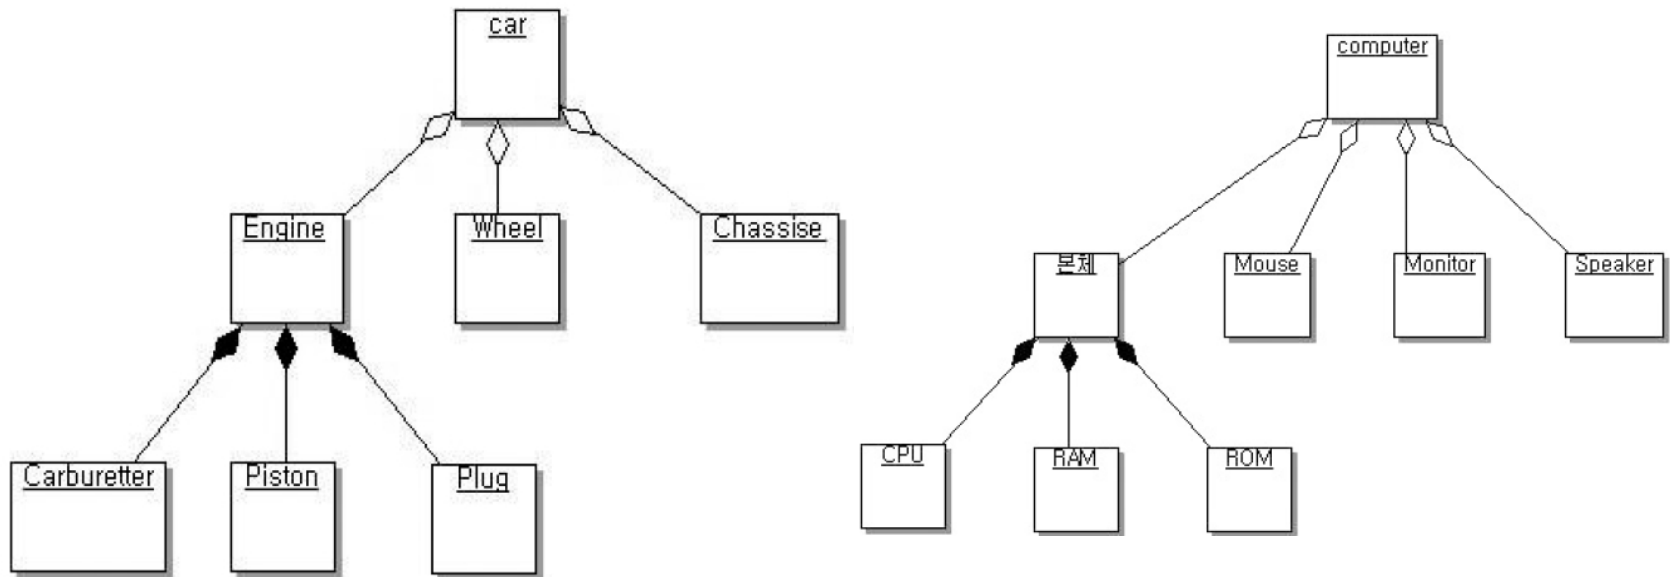 car
Engine
Wheel
Chassise
Carburetter
Piston
Plug
computer
본체
Mouse
Monitor
Speaker
CPU
RAM
ROM